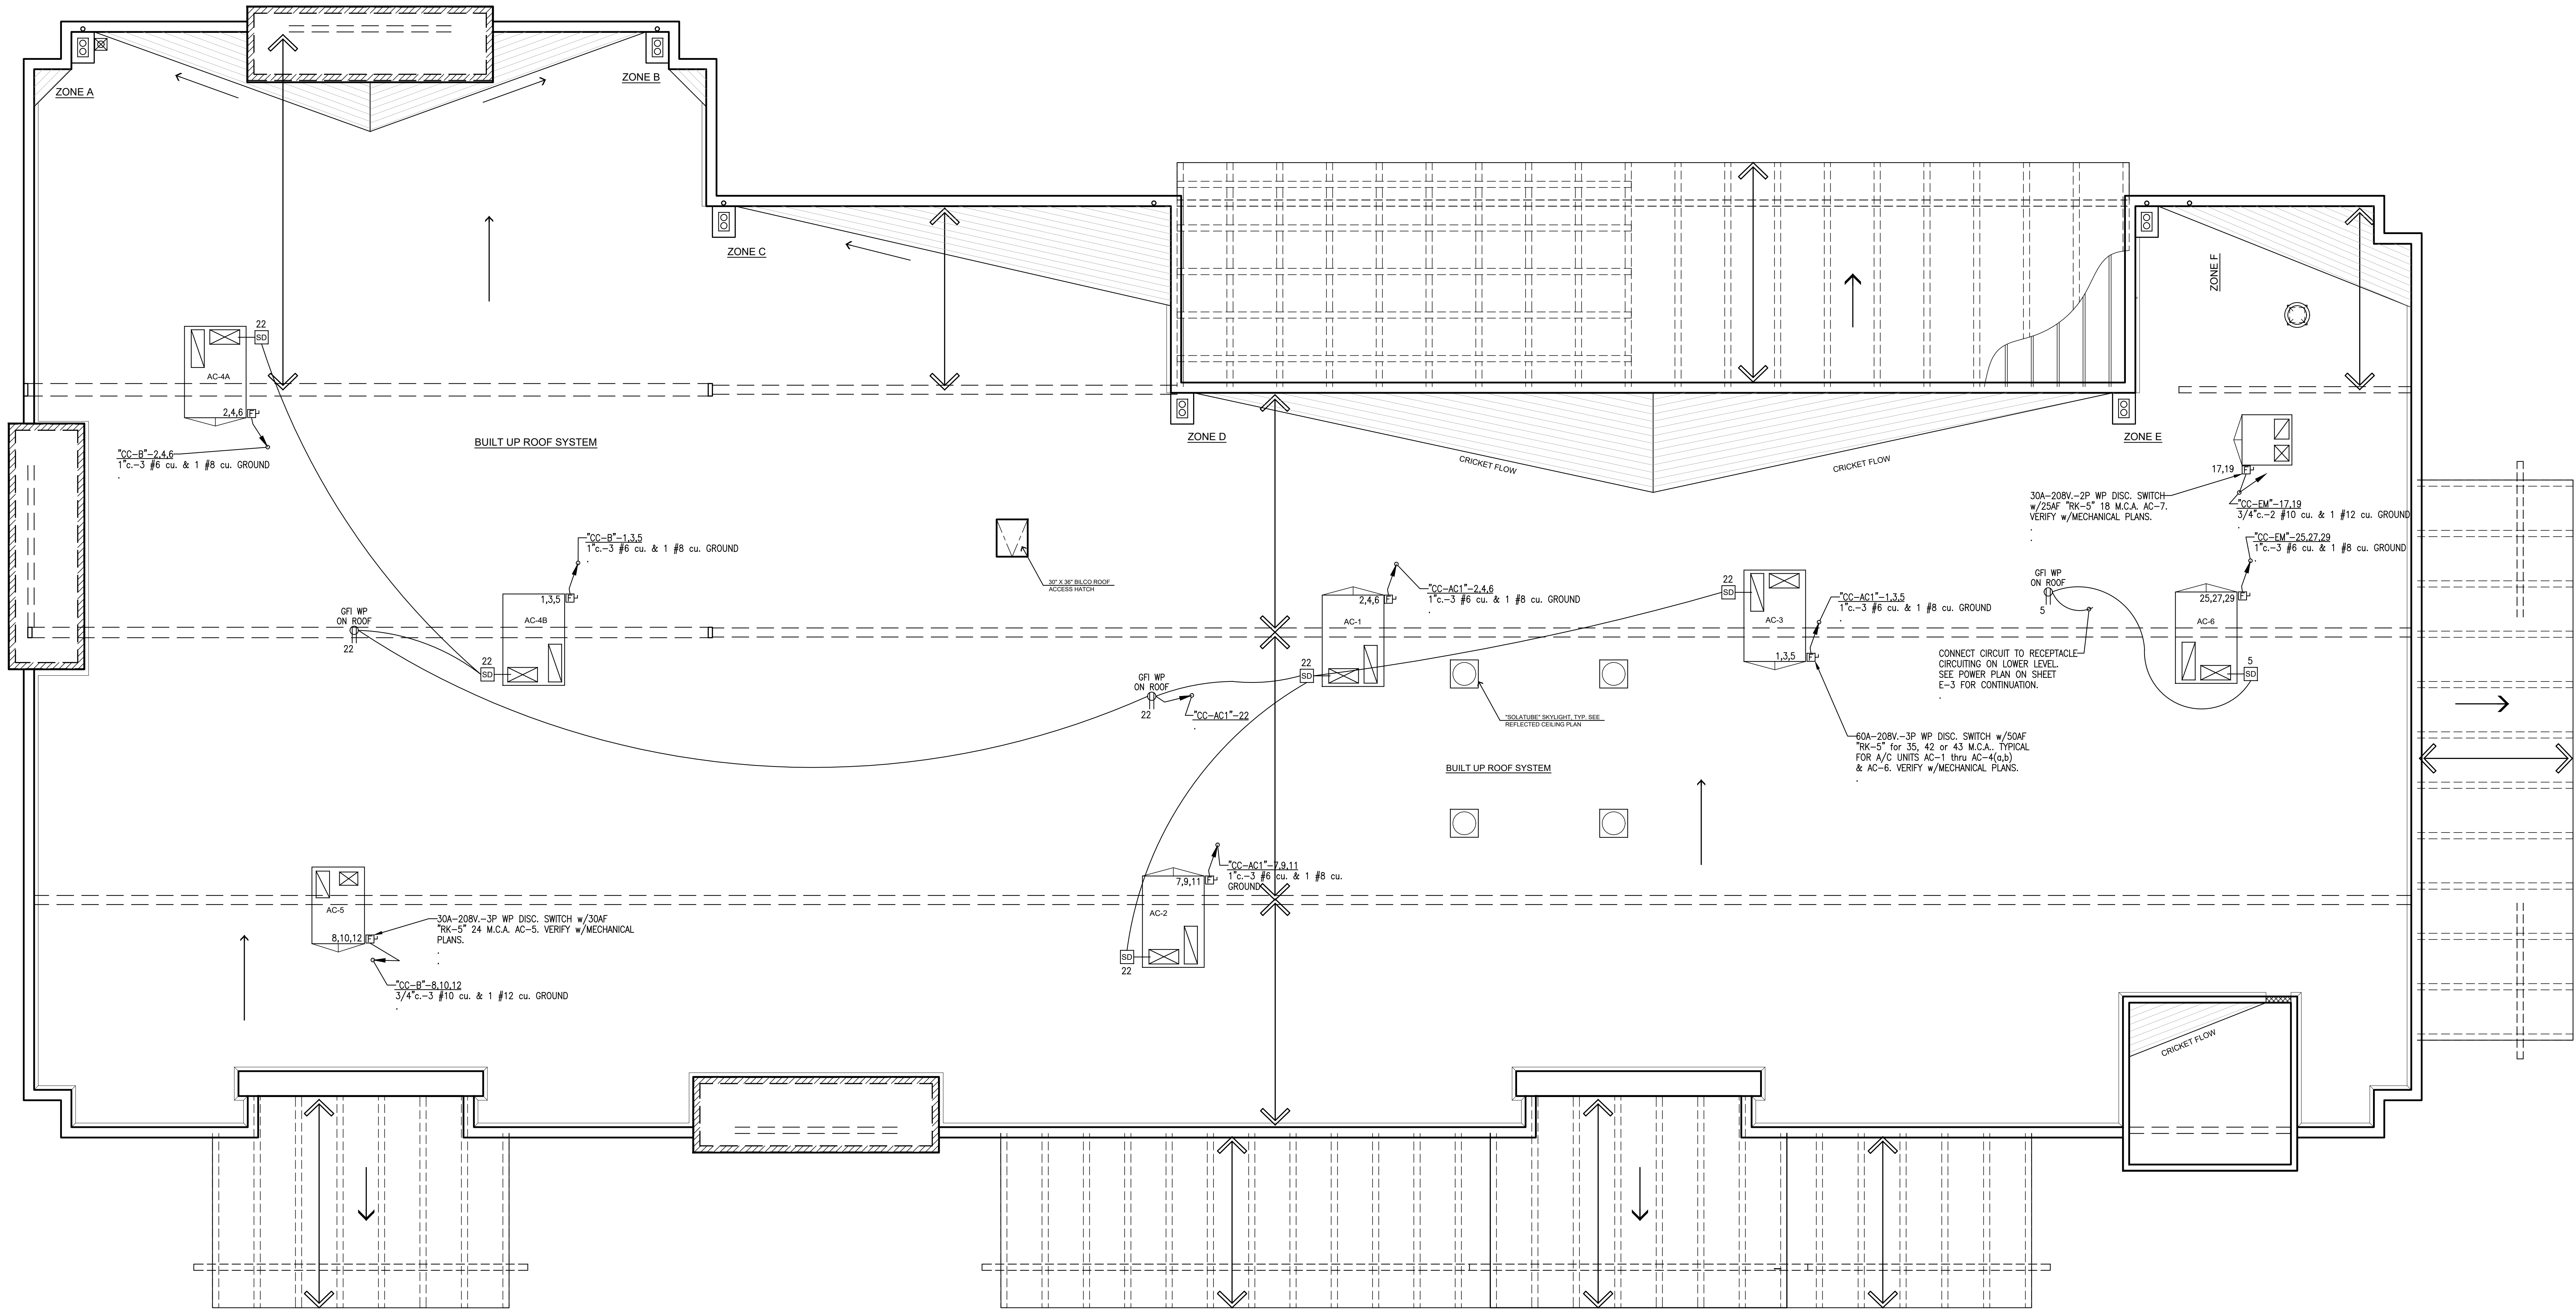 ZONE A
ZONE B
ZONE C
ZONE D
ZONE E
ZONE F
22
SD
AC-4A
2,4,6
F
"CC-B"-2,4,6
1"c.-3 #6 cu. & 1 #8 cu. GROUND
.
BUILT UP ROOF SYSTEM
CRICKET FLOW
CRICKET FLOW
17,19
F
30A-208V.-2P WP DISC. SWITCH
w/25AF "RK-5" 18 M.C.A. AC-7.
VERIFY w/MECHANICAL PLANS.
.
.
"CC-EM"-17,19
3/4"c.-2 #10 cu. & 1 #12 cu. GROUND
.
"CC-EM"-25,27,29
1"c.-3 #6 cu. & 1 #8 cu. GROUND
.
"CC-B"-1,3,5
1"c.-3 #6 cu. & 1 #8 cu. GROUND
.
1,3,5
F
AC-4B
22
SD
GFI WP
ON ROOF
22
30" X 36" BILCO ROOF
ACCESS HATCH
"CC-AC1"-2,4,6
1"c.-3 #6 cu. & 1 #8 cu. GROUND
.
2,4,6
F
AC-1
22
SD
GFI WP
ON ROOF
22
"CC-AC1"-22
.
22
SD
AC-3
1,3,5
F
"CC-AC1"-1,3,5
1"c.-3 #6 cu. & 1 #8 cu. GROUND
.
GFI WP
ON ROOF
5
CONNECT CIRCUIT TO RECEPTACLE
CIRCUITING ON LOWER LEVEL.
SEE POWER PLAN ON SHEET
E-3 FOR CONTINUATION.
.
25,27,29
F
AC-6
5
SD
"SOLATUBE" SKYLIGHT, TYP. SEE
REFLECTED CEILING PLAN
60A-208V.-3P WP DISC. SWITCH w/50AF
"RK-5" for 35, 42 or 43 M.C.A.. TYPICAL
FOR A/C UNITS AC-1 thru AC-4(a,b)
& AC-6. VERIFY w/MECHANICAL PLANS.
.
BUILT UP ROOF SYSTEM
"CC-AC1"-7,9,11
1"c.-3 #6 cu. & 1 #8 cu.
GROUND
7,9,11
F
AC-2
SD
22
AC-5
8,10,12
F
30A-208V.-3P WP DISC. SWITCH w/30AF
"RK-5" 24 M.C.A. AC-5. VERIFY w/MECHANICAL
PLANS.
.
.
"CC-B"-8,10,12
3/4"c.-3 #10 cu. & 1 #12 cu. GROUND
.
CRICKET FLOW